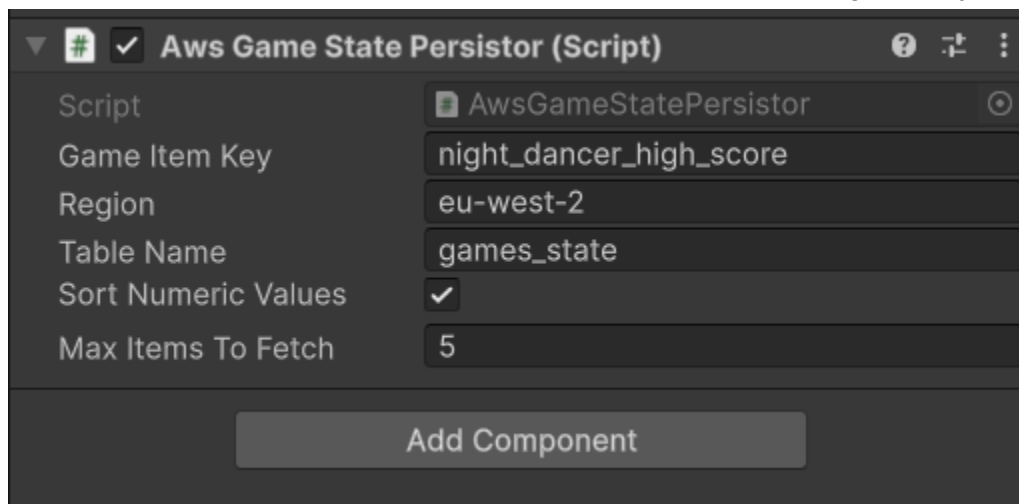 Aws Game State Persistor (Script)
Script AwsGameStatePersistor
Game Item Key night_dancer_high_score
Region eu-west-2
Table Name games_state
Sort Numeric Values
Max Items To Fetch 5
Add Component